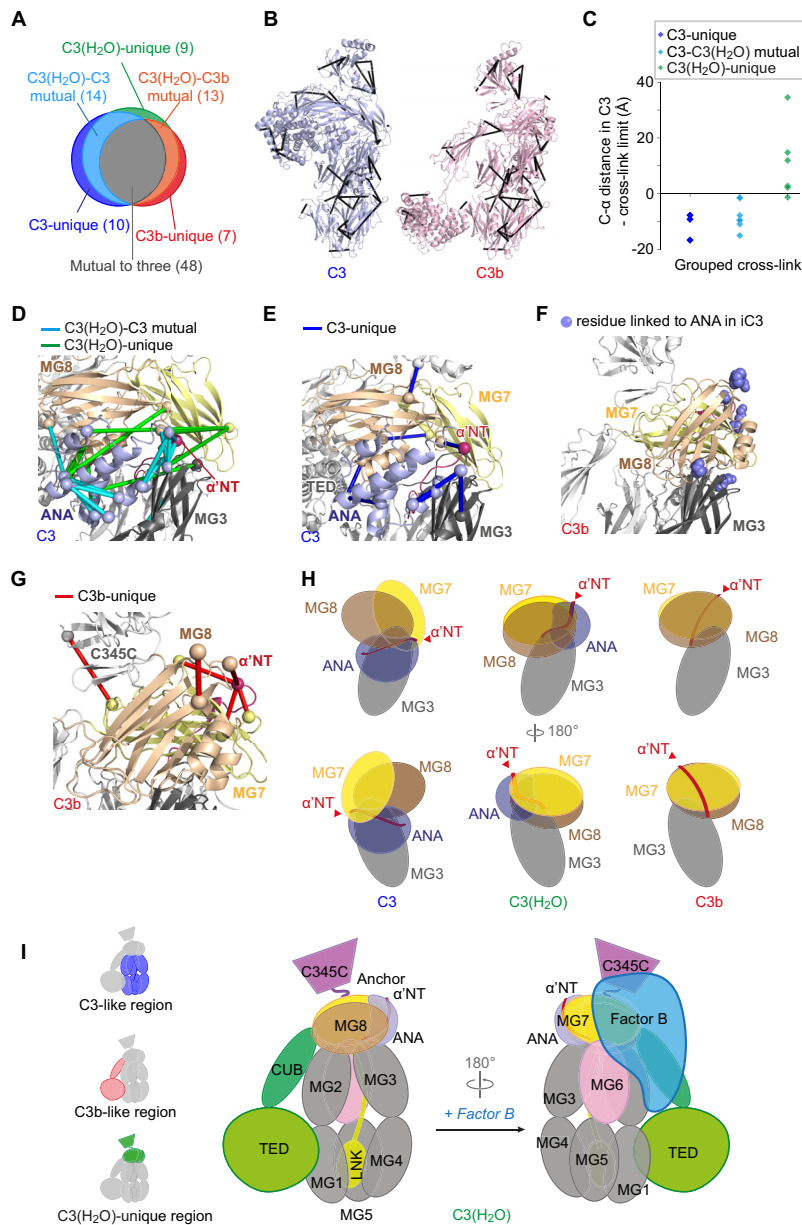 A
C3(H₂O)-unique (9)
C3(H₂O)-C3
mutual (14)
C3(H₂O)-C3b
mutual (13)
C3-unique (10)
C3b-unique (7)
Mutual to three (48)
B
C3
C3b
C
C3-unique
C3-C3(H₂O) mutual
C3(H₂O)-unique
C-α distance in C3
- cross-link limit (Å)
40
20
0
-20
Grouped cross-link
D
C3(H₂O)-C3 mutual
C3(H₂O)-unique
MG8
MG7
α'NT
ANA
C3
MG3
E
C3-unique
MG8
MG7
α'NT
TED
ANA
C3
MG3
F
residue linked to ANA in iC3
MG7
MG8
C3b
MG3
G
C3b-unique
MG8
C345C
α'NT
C3b
MG7
H
MG7
MG8
α'NT
ANA
MG3
MG7
α'NT
ANA
MG8
MG3
α'NT
MG8
MG3
180°
MG7
MG8
α'NT
ANA
MG3
α'NT
MG7
ANA
MG8
MG3
α'NT
MG7
MG8
MG3
C3
C3(H₂O)
C3b
I
C3-like region
C3b-like region
C3(H₂O)-unique region
C345C
Anchor
α'NT
MG8
ANA
CUB
MG2
MG3
TED
LNK
MG4
MG1
MG5
180°
+ Factor B
C3(H₂O)
C345C
α'NT
MG7
Factor B
ANA
MG6
MG3
MG4
TED
MG5
MG1